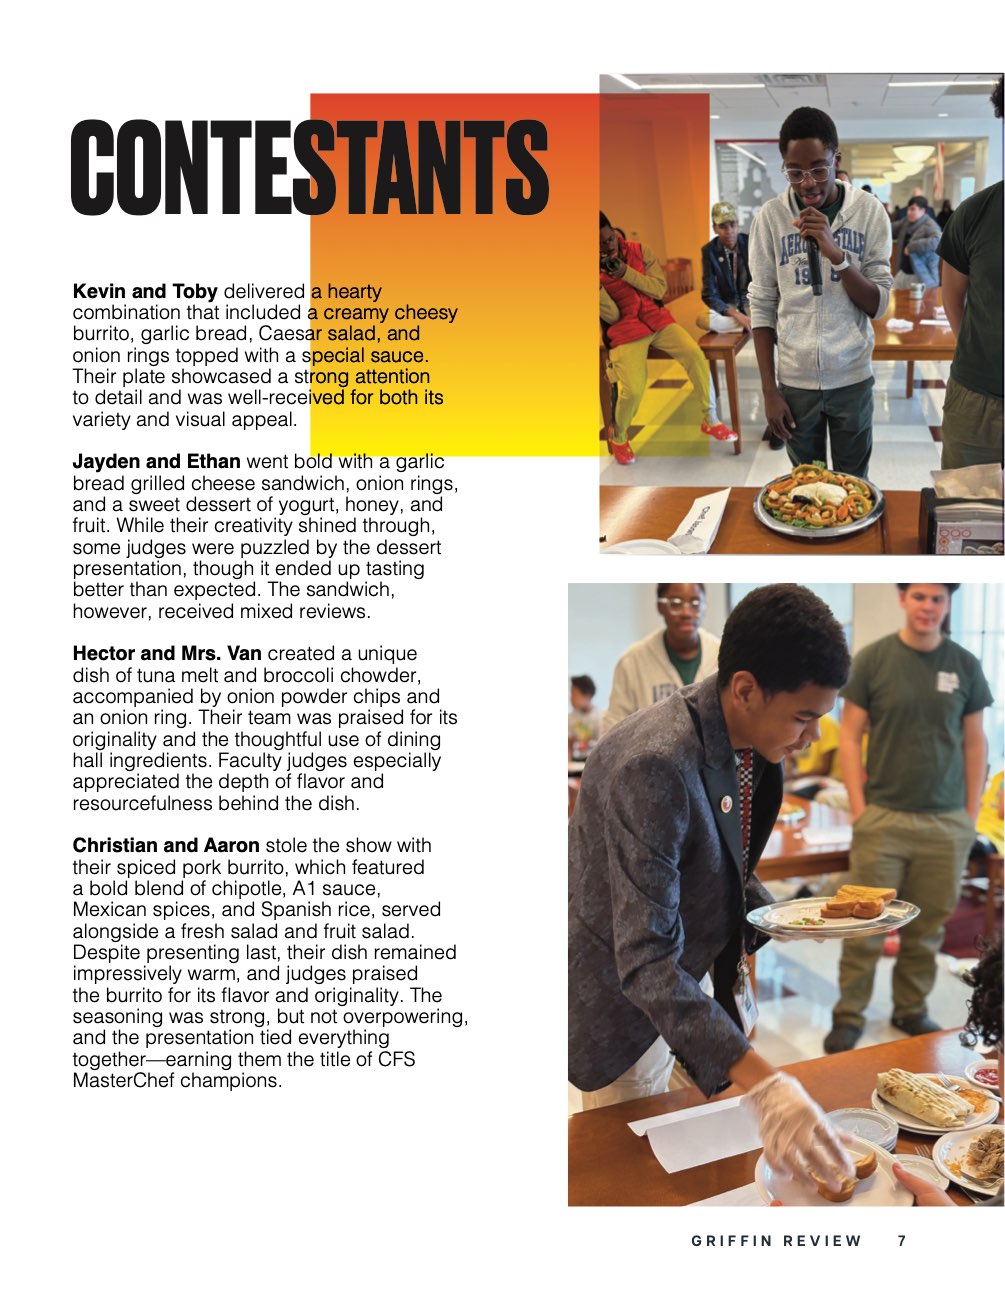 CONTESTANTS
Kevin and Toby delivered a hearty
combination that included a creamy cheesy
burrito, garlic bread, Caesar salad, and
onion rings topped with a special sauce.
Their plate showcased a strong attention
to detail and was well-received for both its
variety and visual appeal.
Jayden and Ethan went bold with a garlic
bread grilled cheese sandwich, onion rings,
and a sweet dessert of yogurt, honey, and
fruit. While their creativity shined through,
some judges were puzzled by the dessert
presentation, though it ended up tasting
better than expected. The sandwich,
however, received mixed reviews.
Hector and Mrs. Van created a unique
dish of tuna melt and broccoli chowder,
accompanied by onion powder chips and
an onion ring. Their team was praised for its
originality and the thoughtful use of dining
hall ingredients. Faculty judges especially
appreciated the depth of flavor and
resourcefulness behind the dish.
Christian and Aaron stole the show with
their spiced pork burrito, which featured
a bold blend of chipotle, A1 sauce,
Mexican spices, and Spanish rice, served
alongside a fresh salad and fruit salad.
Despite presenting last, their dish remained
impressively warm, and judges praised
the burrito for its flavor and originality. The
seasoning was strong, but not overpowering,
and the presentation tied everything
together—earning them the title of CFS
MasterChef champions.
GRIFFIN REVIEW 7